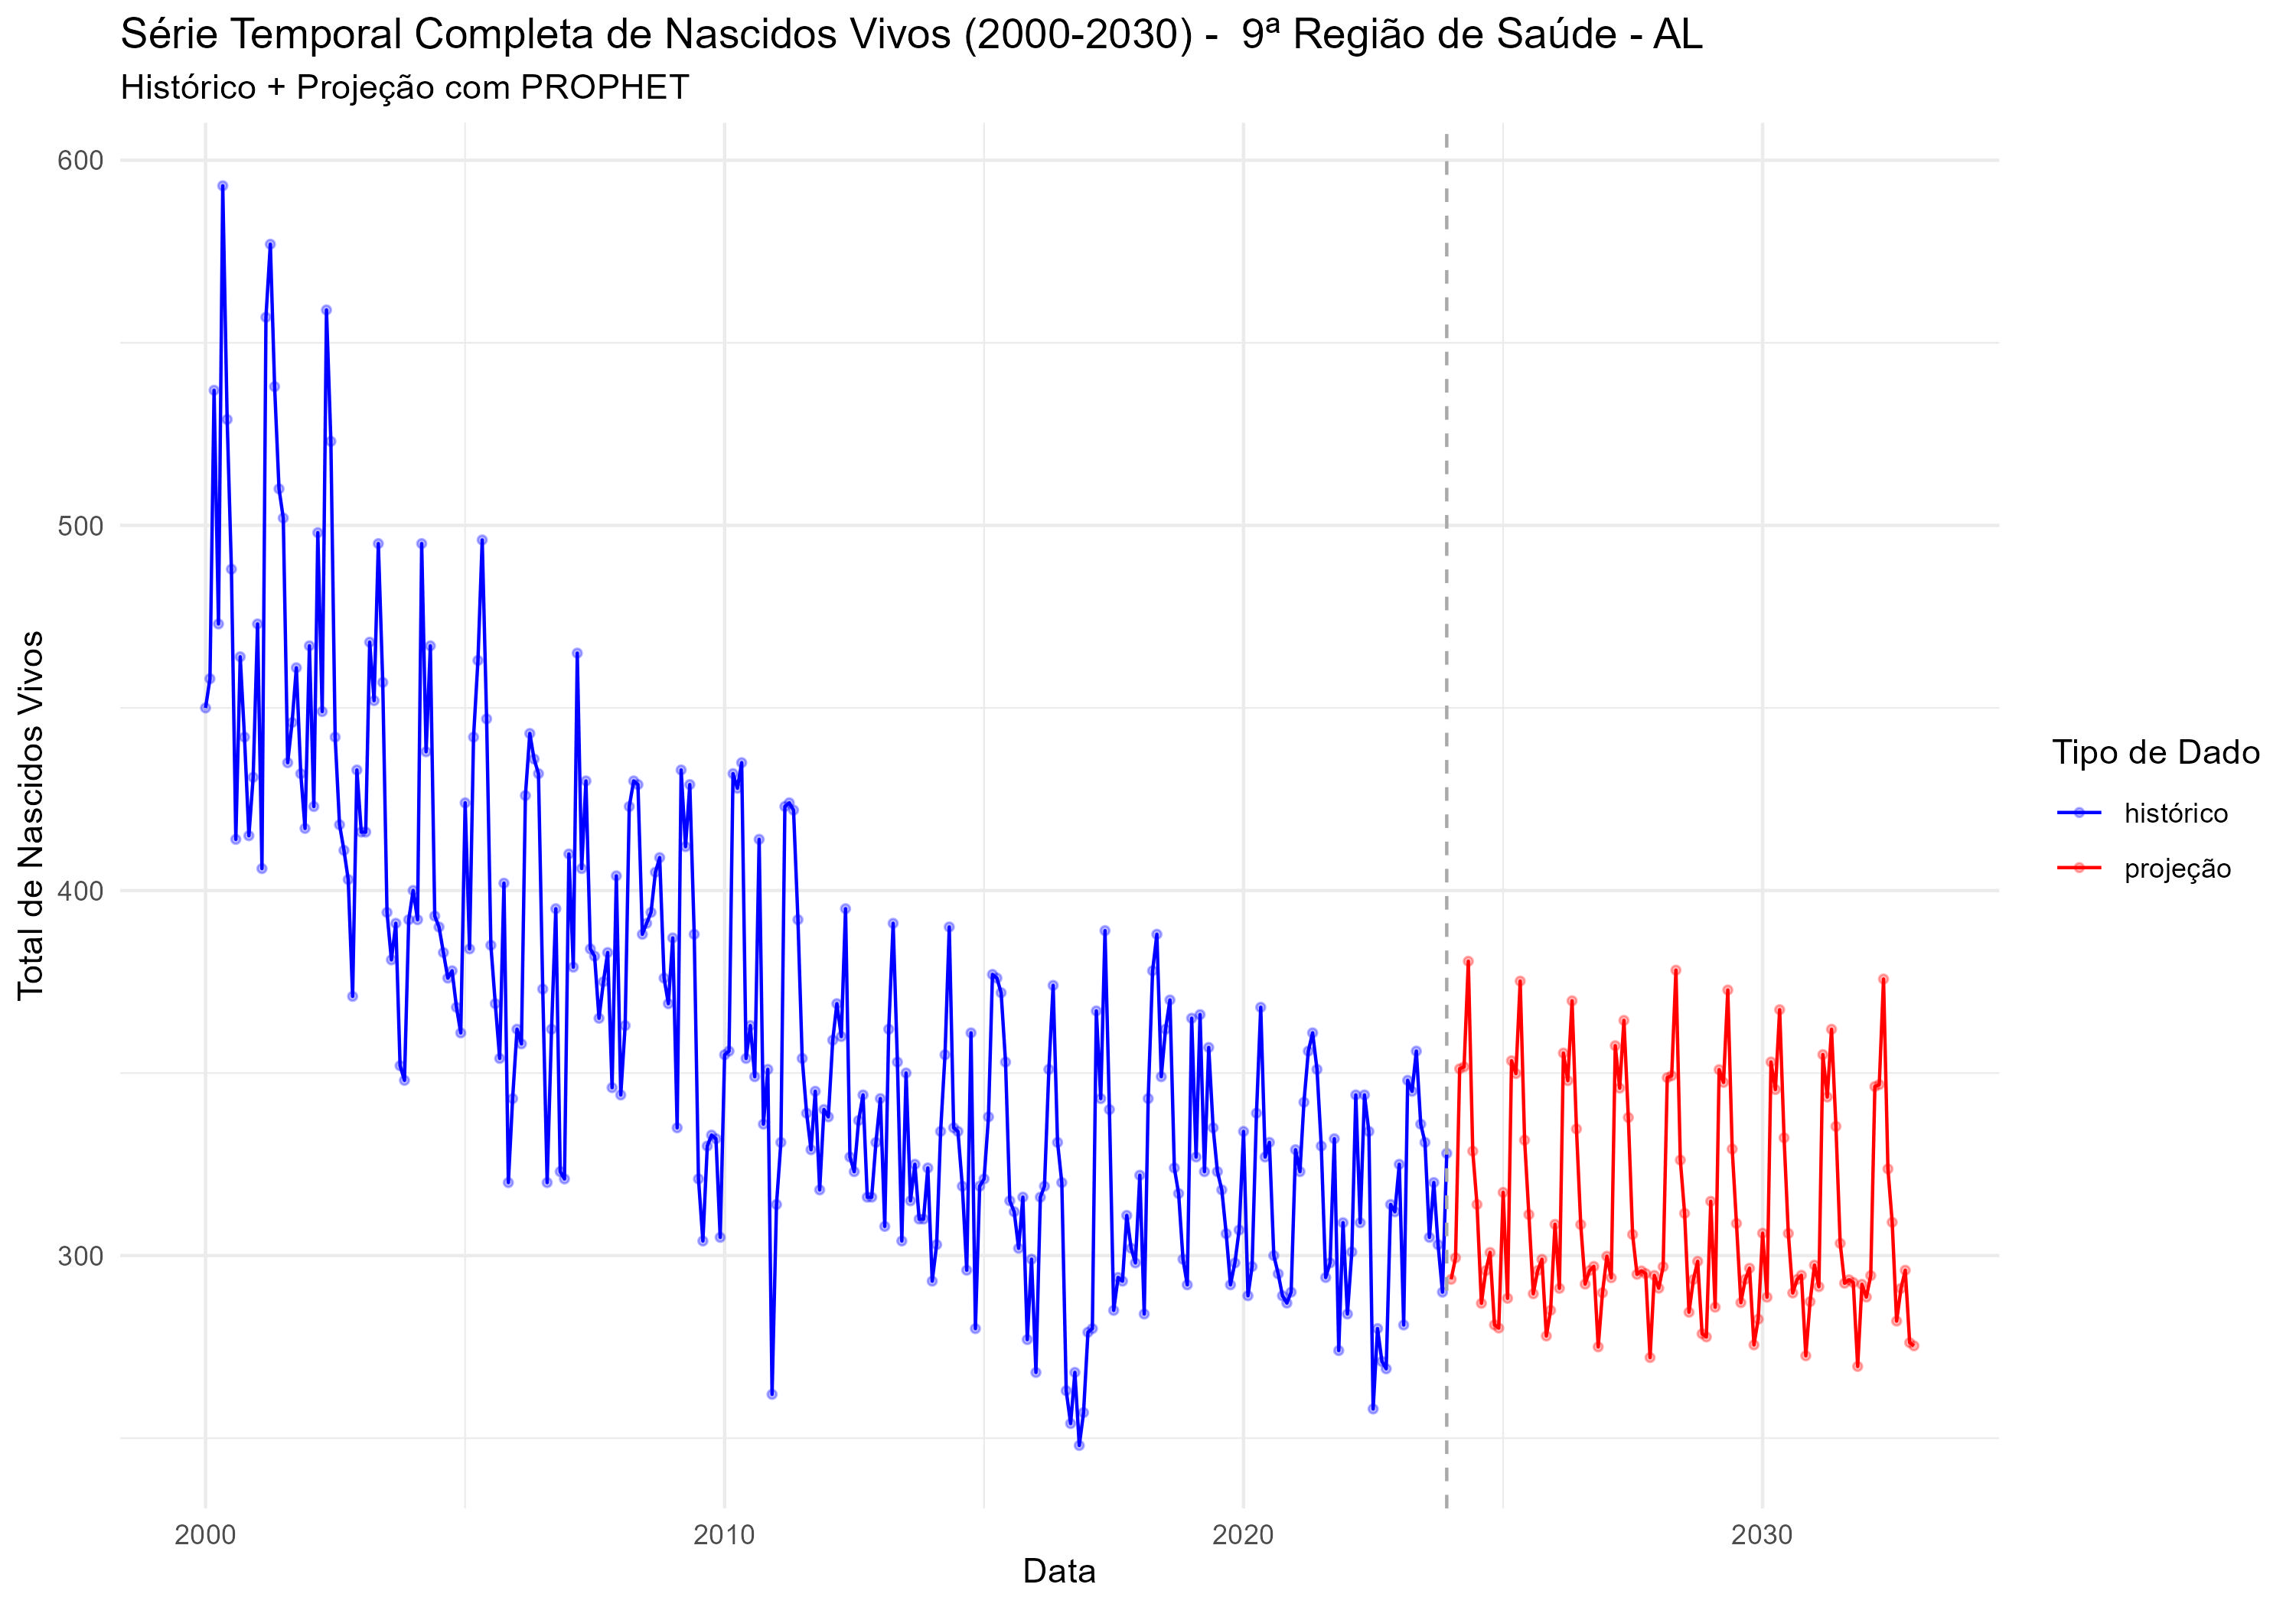 Série Temporal Completa de Nascidos Vivos (2000-2030) -  9ª Região de Saúde - AL
Histórico + Projeção com PROPHET
Total de Nascidos Vivos
600
500
400
300
2000
2010
2020
2030
Data
Tipo de Dado
histórico
projeção